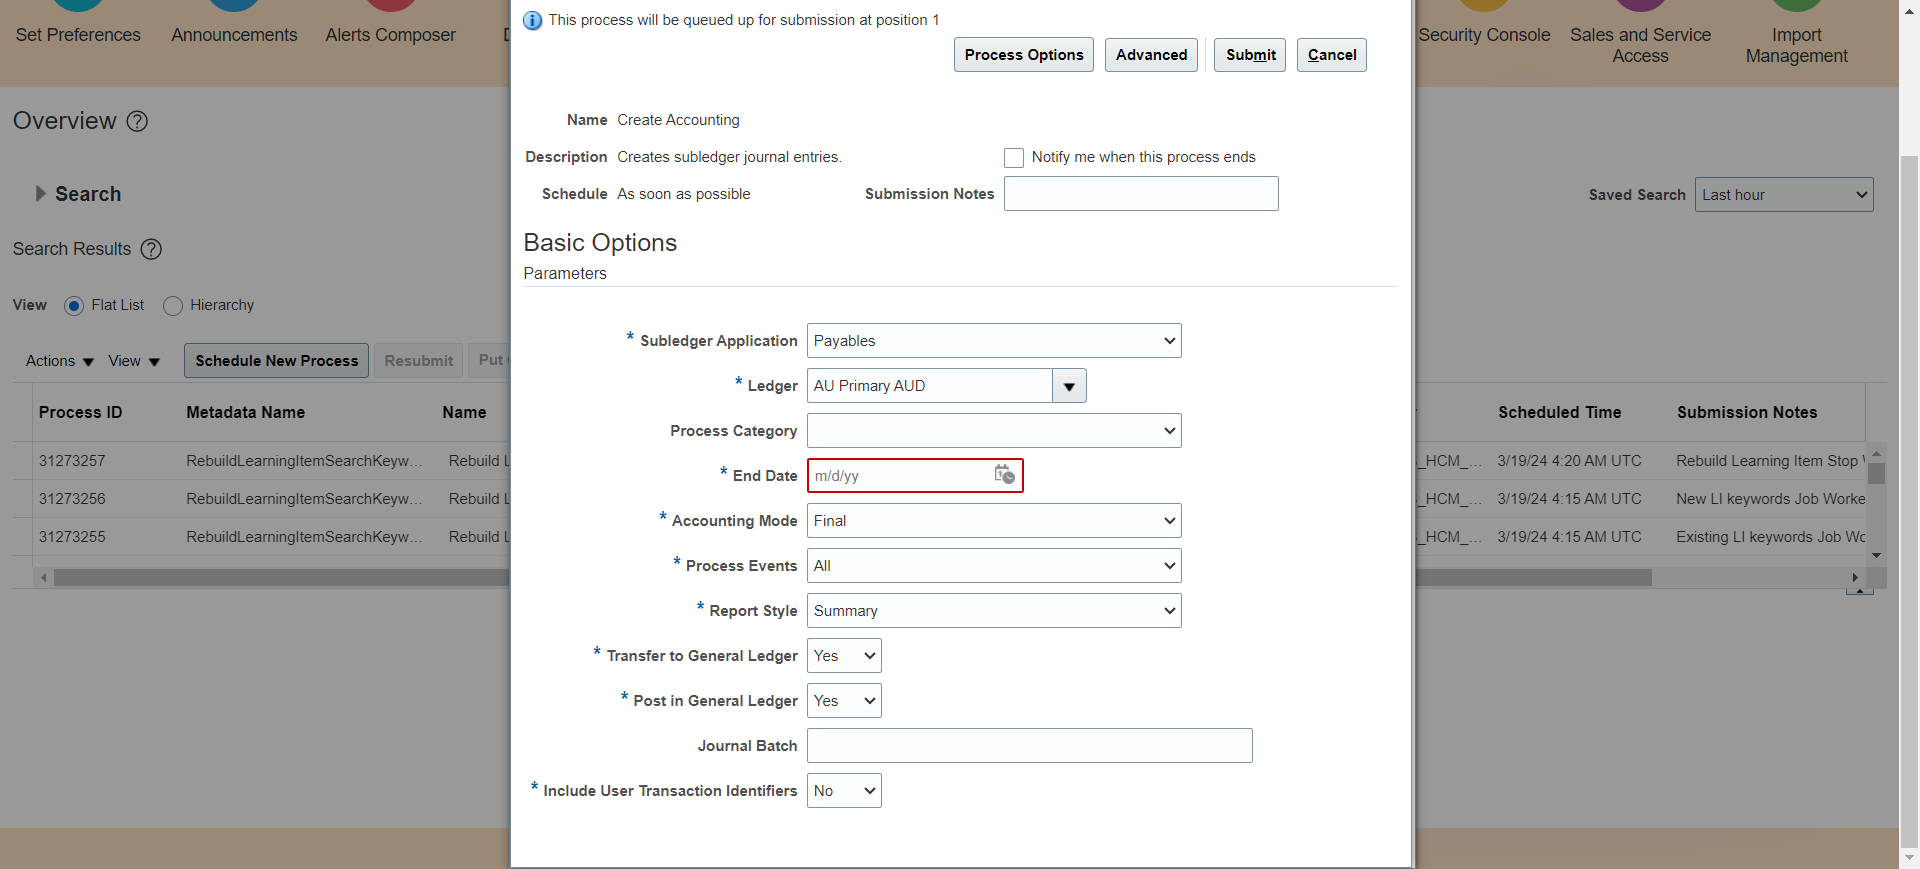 Set Preferences
Announcements
Alerts Composer
Security Console
Sales and Service Access
Import Management
This process will be queued up for submission at position 1
Process Options
Advanced
Submit
Cancel
Overview
Name Create Accounting
Description Creates subledger journal entries.
Notify me when this process ends
Schedule As soon as possible
Submission Notes
Search
Saved Search Last hour
Search Results
View Flat List Hierarchy
Actions View Schedule New Process Resubmit Put
Process ID Metadata Name Name Scheduled Time Submission Notes
31273257 RebuildLearningItemSearchKeyw... Rebuild L _HCM_... 3/19/24 4:20 AM UTC Rebuild Learning Item Stop
31273256 RebuildLearningItemSearchKeyw... Rebuild L _HCM_... 3/19/24 4:15 AM UTC New LI keywords Job Worke
31273255 RebuildLearningItemSearchKeyw... Rebuild L _HCM_... 3/19/24 4:15 AM UTC Existing LI keywords Job Wo
Basic Options
Parameters
* Subledger Application Payables
* Ledger AU Primary AUD
Process Category
* End Date m/d/yy
* Accounting Mode Final
* Process Events All
* Report Style Summary
* Transfer to General Ledger Yes
* Post in General Ledger Yes
Journal Batch
* Include User Transaction Identifiers No